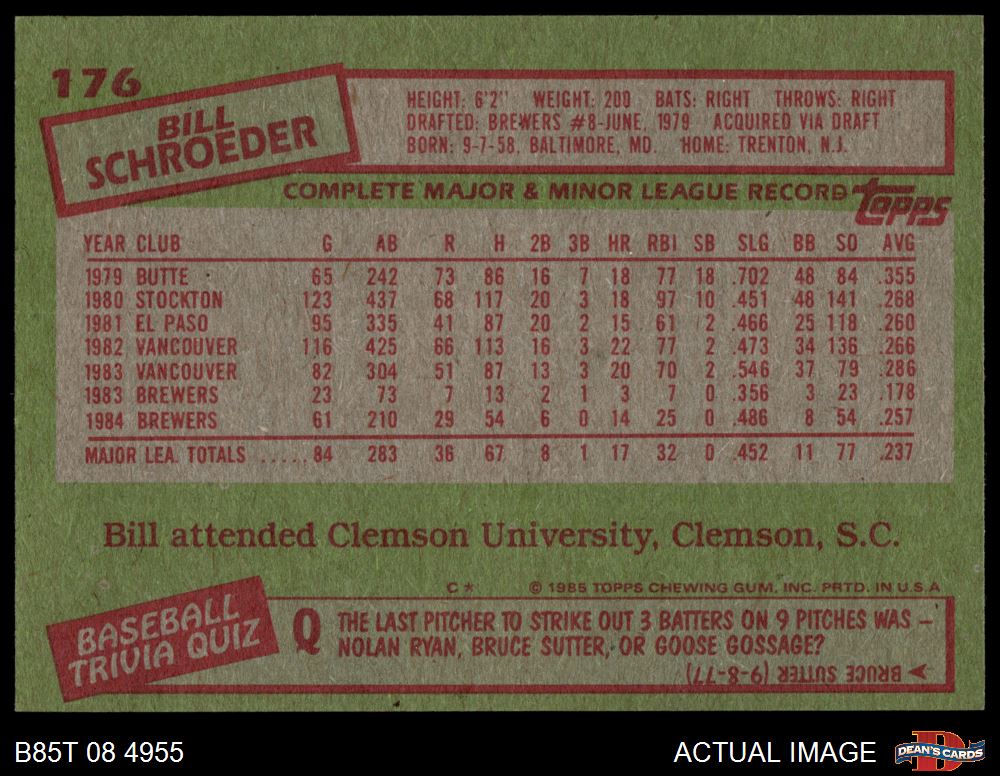 176
BILL
SCHROEDER
HEIGHT: 6'2" WEIGHT: 200 BATS: RIGHT THROWS: RIGHT
DRAFTED: BREWERS #8-JUNE, 1979 ACQUIRED VIA DRAFT
BORN: 9-7-58, BALTIMORE, MD. HOME: TRENTON, N.J.
COMPLETE MAJOR & MINOR LEAGUE RECORD
topps
YEAR CLUB G AB R H 2B 3B HR RBI SB SLG BB SO AVG
1979 BUTTE 65 242 73 86 16 7 18 77 18 .702 48 84 .355
1980 STOCKTON 123 437 68 117 20 3 18 97 10 .451 48 141 .268
1981 EL PASO 95 335 41 87 20 2 15 61 2 .466 25 118 .260
1982 VANCOUVER 116 425 66 113 16 3 22 77 2 .473 34 136 .266
1983 VANCOUVER 82 304 51 87 13 3 20 70 2 .546 37 79 .286
1983 BREWERS 23 73 7 13 2 1 3 7 0 .356 3 23 .178
1984 BREWERS 61 210 29 54 6 0 14 25 0 .486 8 54 .257
MAJOR LEA. TOTALS ..... 84 283 36 67 8 1 17 32 0 .452 11 77 .237
Bill attended Clemson University, Clemson, S.C.
C* © 1985 TOPPS CHEWING GUM, INC. PRTD. IN U.S.A
BASEBALL
TRIVIA QUIZ
Q THE LAST PITCHER TO STRIKE OUT 3 BATTERS ON 9 PITCHES WAS –
NOLAN RYAN, BRUCE SUTTER, OR GOOSE GOSSAGE?
BRUCE SUTTER (9-8-77)
B85T 08 4955
ACTUAL IMAGE
D
DEAN'S CARDS